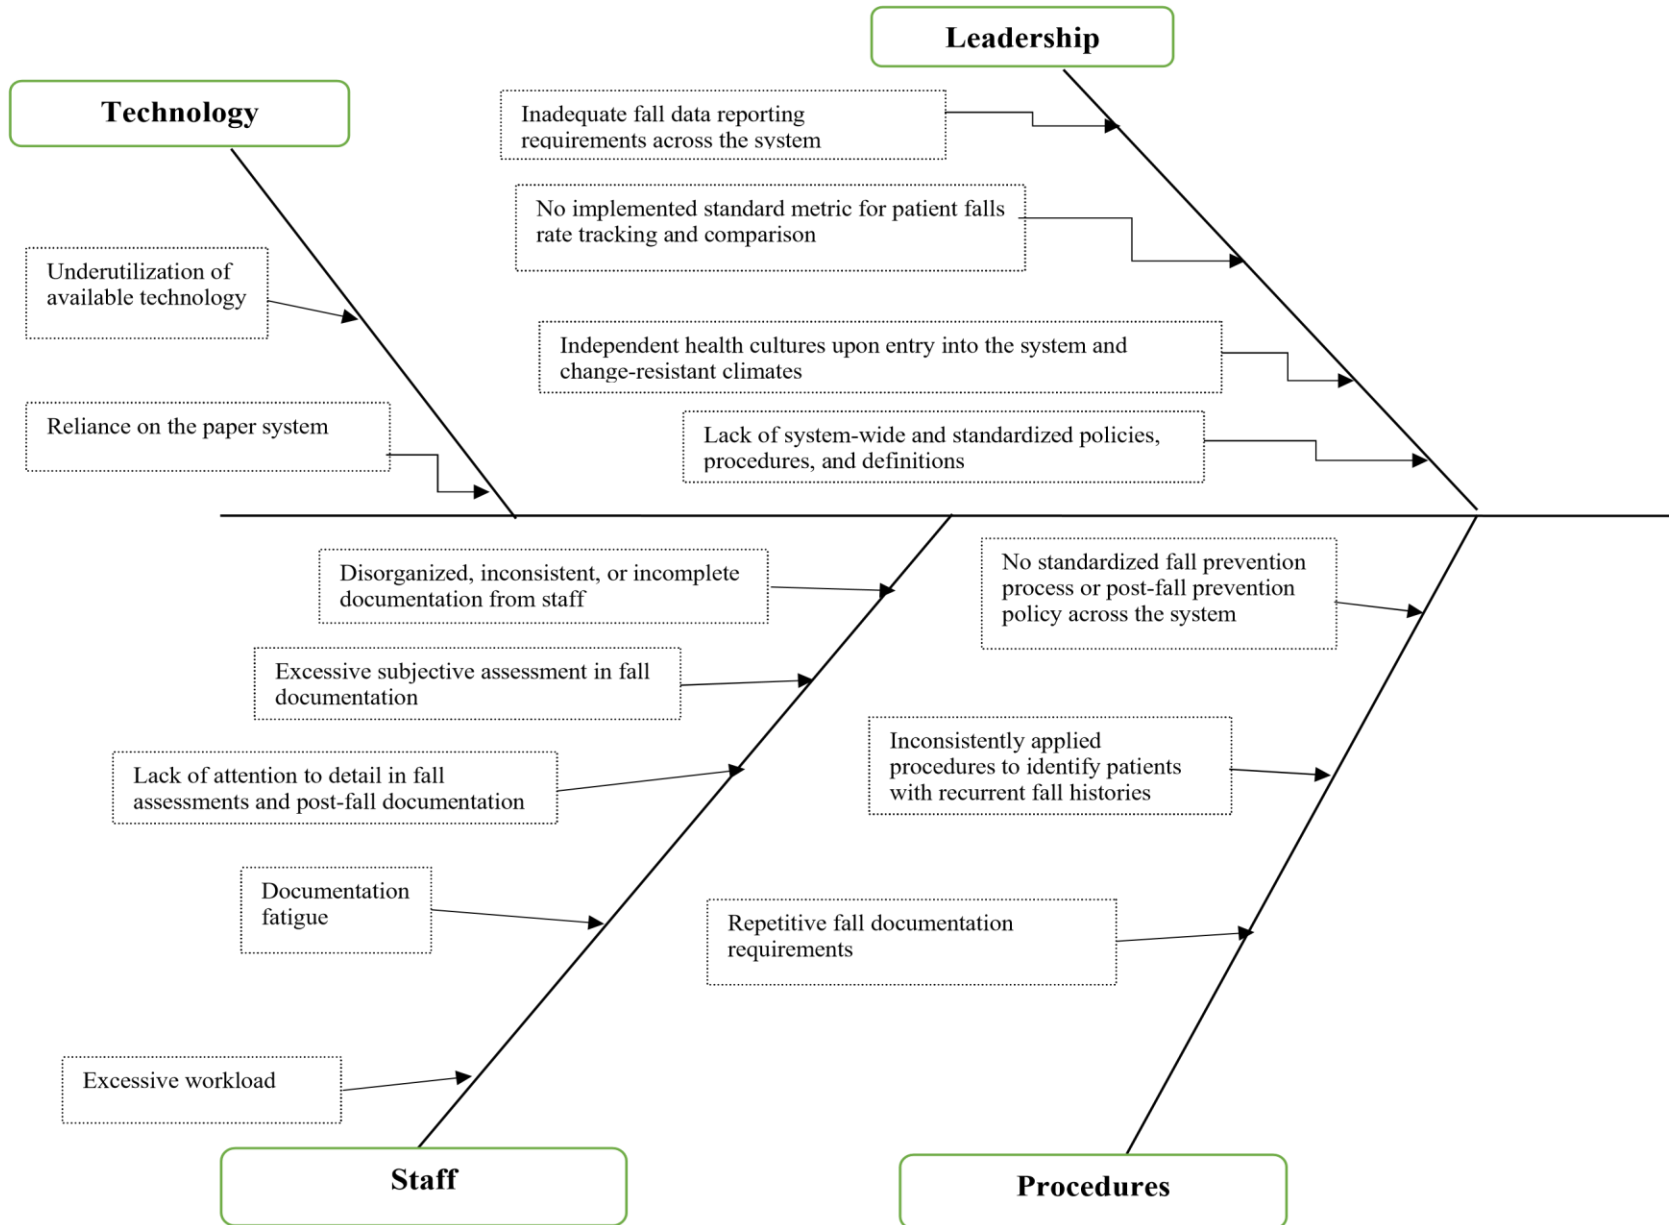 Leadership
Technology
Inadequate fall data reporting
requirements across the system
No implemented standard metric for patient falls
rate tracking and comparison
Underutilization of
available technology
Independent health cultures upon entry into the system and
change-resistant climates
Reliance on the paper system
Lack of system-wide and standardized policies,
procedures, and definitions
Disorganized, inconsistent, or incomplete
documentation from staff
No standardized fall prevention
process or post-fall prevention
policy across the system
Excessive subjective assessment in fall
documentation
Inconsistently applied
procedures to identify patients
with recurrent fall histories
Lack of attention to detail in fall
assessments and post-fall documentation
Documentation
fatigue
Repetitive fall documentation
requirements
Excessive workload
Staff
Procedures